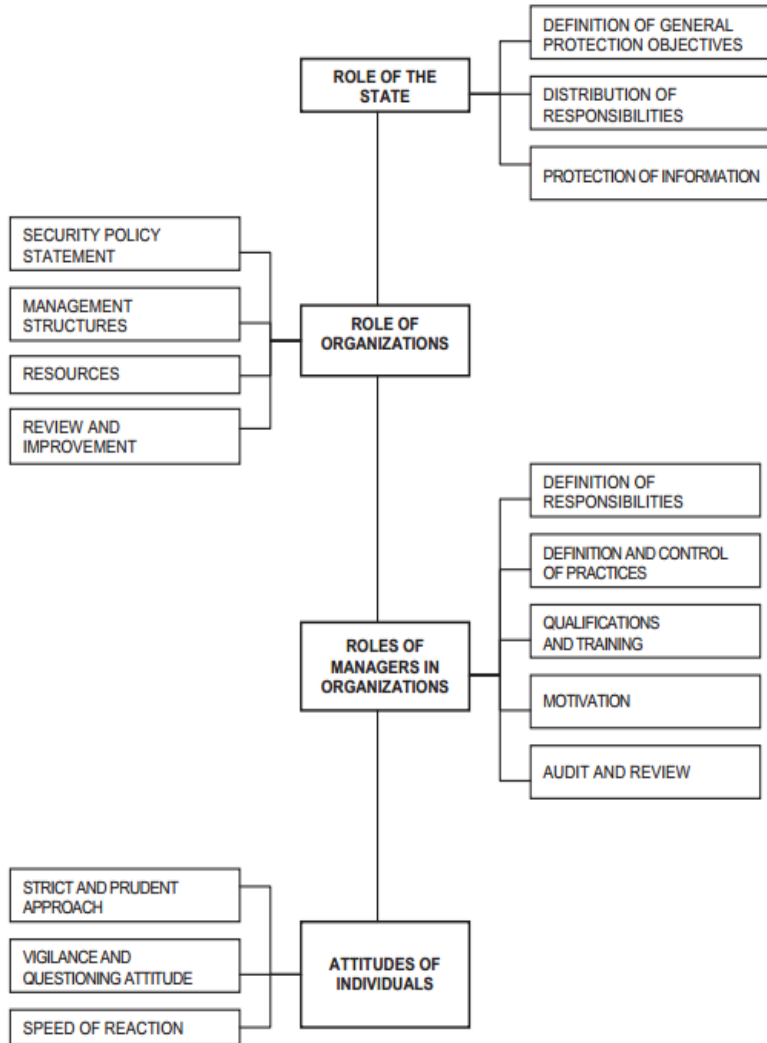 DEFINITION OF GENERAL
PROTECTION OBJECTIVES
ROLE OF THE
STATE
DISTRIBUTION OF
RESPONSIBILITIES
PROTECTION OF INFORMATION
SECURITY POLICY
STATEMENT
MANAGEMENT
STRUCTURES
ROLE OF
ORGANIZATIONS
RESOURCES
REVIEW AND
IMPROVEMENT
DEFINITION OF
RESPONSIBILITIES
DEFINITION AND CONTROL
OF PRACTICES
QUALIFICATIONS
AND TRAINING
ROLES OF
MANAGERS IN
ORGANIZATIONS
MOTIVATION
AUDIT AND REVIEW
STRICT AND PRUDENT
APPROACH
VIGILANCE AND
QUESTIONING ATTITUDE
ATTITUDES OF
INDIVIDUALS
SPEED OF REACTION